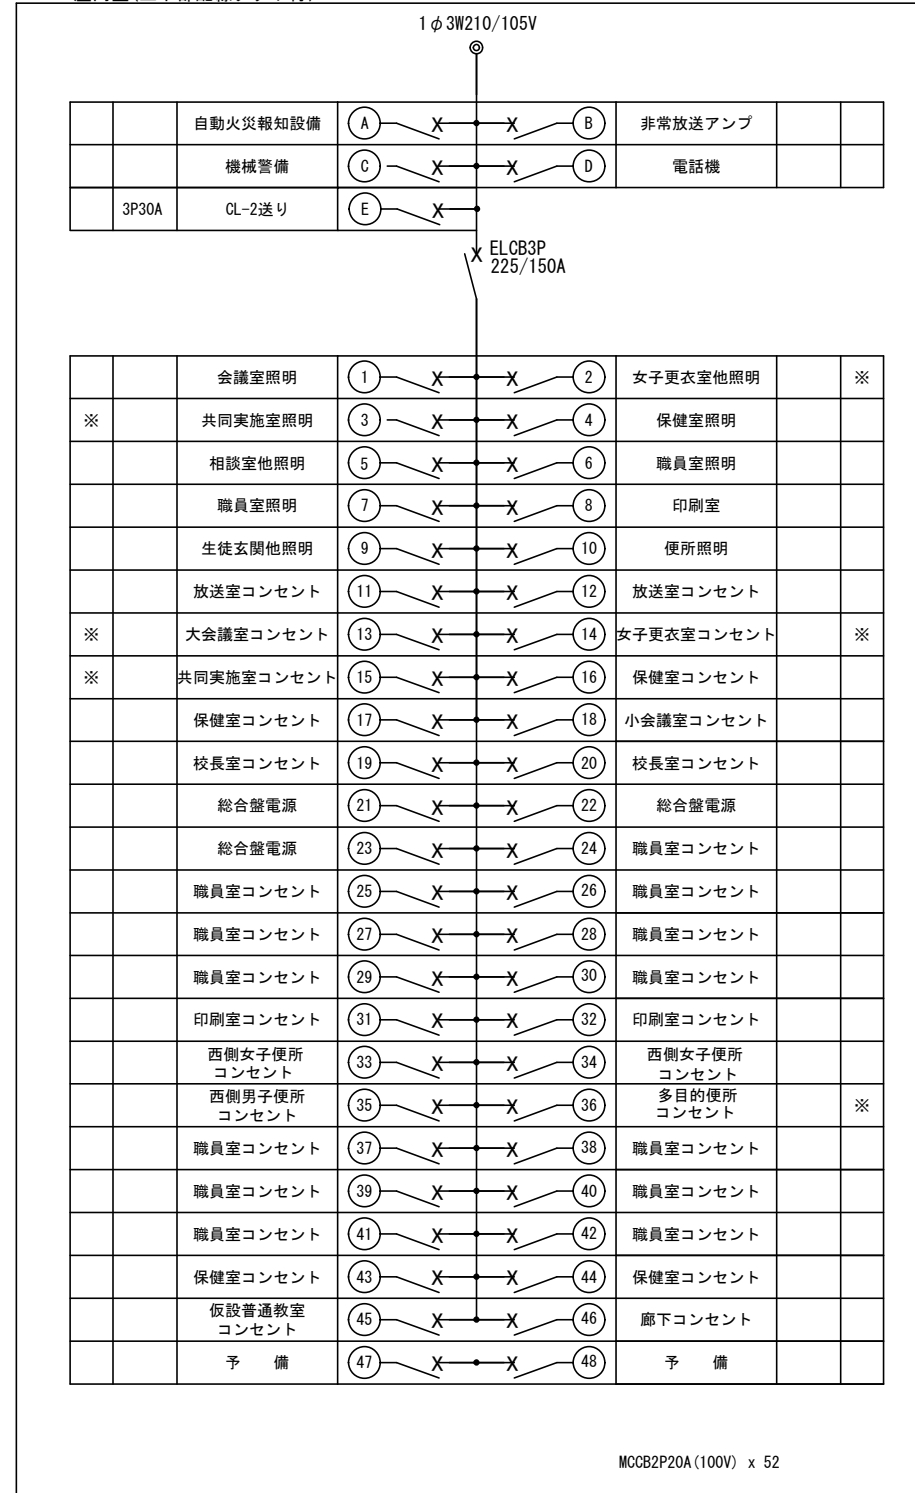 1φ3W210/105V
自動火災報知設備 A B 非常放送アンプ
機械警備 C D 電話機
3P30A CL-2送り E
ELCB3P
225/150A
会議室照明 1 2 女子更衣室他照明 ※
※ 共同実施室照明 3 4 保健室照明
相談室他照明 5 6 職員室照明
職員室照明 7 8 印刷室
生徒玄関他照明 9 10 便所照明
放送室コンセント 11 12 放送室コンセント
※ 大会議室コンセント 13 14 女子更衣室コンセント ※
※ 共同実施室コンセント 15 16 保健室コンセント
保健室コンセント 17 18 小会議室コンセント
校長室コンセント 19 20 校長室コンセント
総合盤電源 21 22 総合盤電源
総合盤電源 23 24 職員室コンセント
職員室コンセント 25 26 職員室コンセント
職員室コンセント 27 28 職員室コンセント
職員室コンセント 29 30 職員室コンセント
印刷室コンセント 31 32 印刷室コンセント
西側女子便所
コンセント 33 34 西側女子便所
コンセント
西側男子便所
コンセント 35 36 多目的便所
コンセント ※
職員室コンセント 37 38 職員室コンセント
職員室コンセント 39 40 職員室コンセント
職員室コンセント 41 42 職員室コンセント
保健室コンセント 43 44 保健室コンセント
仮設普通教室
コンセント 45 46 廊下コンセント
予 備 47 48 予 備
MCCB2P20A(100V) x 52